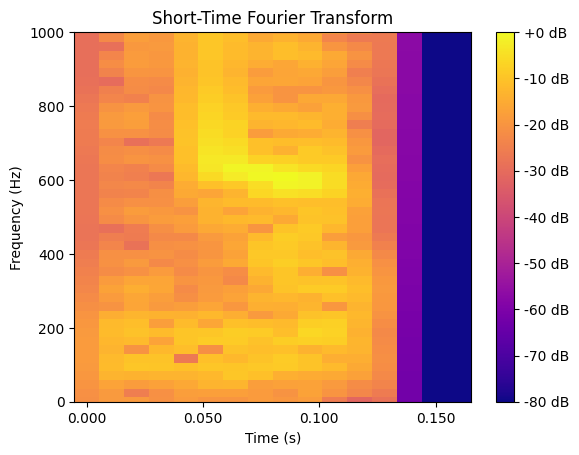 Short-Time Fourier Transform
1000
800
600
400
200
0
Frequency (Hz)
0.000
0.050
0.100
0.150
Time (s)
+0 dB
-10 dB
-20 dB
-30 dB
-40 dB
-50 dB
-60 dB
-70 dB
-80 dB